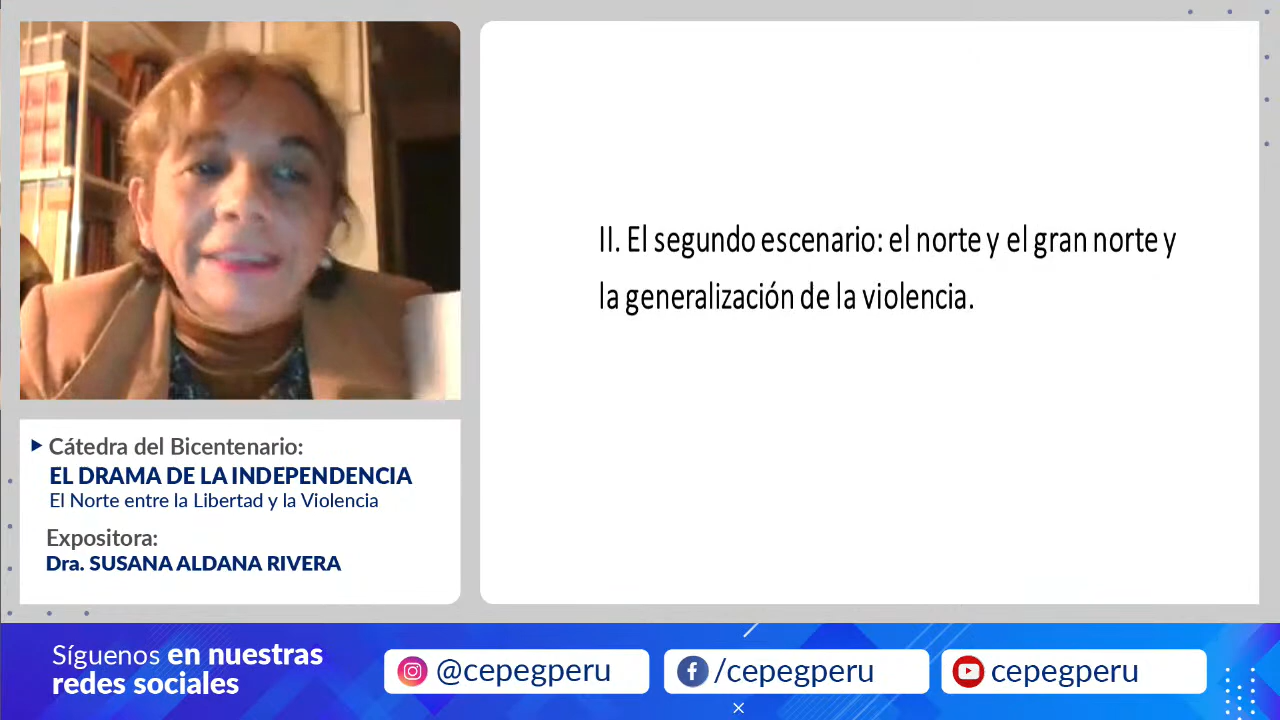 II. El segundo escenario: el norte y el gran norte y
la generalización de la violencia.
Cátedra del Bicentenario:
EL DRAMA DE LA INDEPENDENCIA
El Norte entre la Libertad y la Violencia
Expositora:
Dra. SUSANA ALDANA RIVERA
Síguenos en nuestras
redes sociales
@cepegperu
/cepegperu
cepegperu